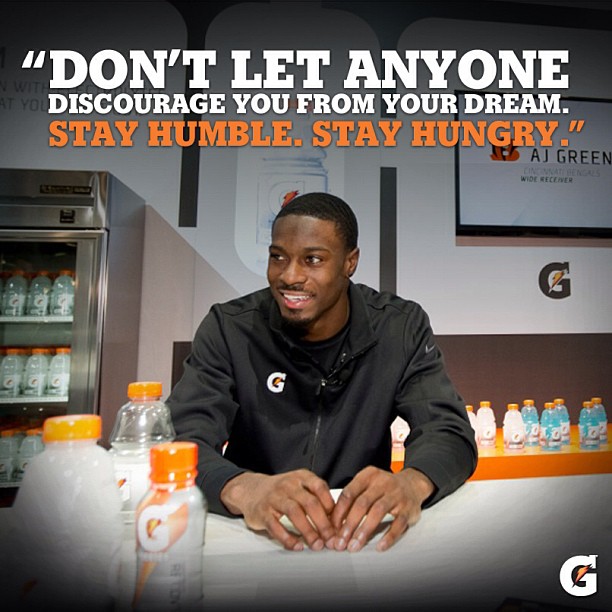 “DON’T LET ANYONE
DISCOURAGE YOU FROM YOUR DREAM.
STAY HUMBLE. STAY HUNGRY.”
AJ GREEN
CINCINNATI BENGALS
WIDE RECEIVER
G
G
G
G
G